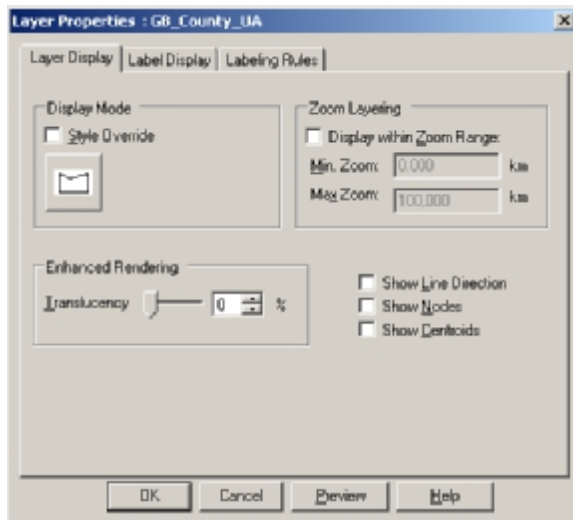 Layer Properties : GB_County_UA
Layer Display
Label Display
Labeling Rules
Display Mode
Style Override
Zoom Layering
Display within Zoom Range:
Min. Zoom: 0.000 km
Max Zoom: 100,000 km
Enhanced Rendering
Translucency 0 %
Show Line Direction
Show Nodes
Show Centroids
OK
Cancel
Preview
Help